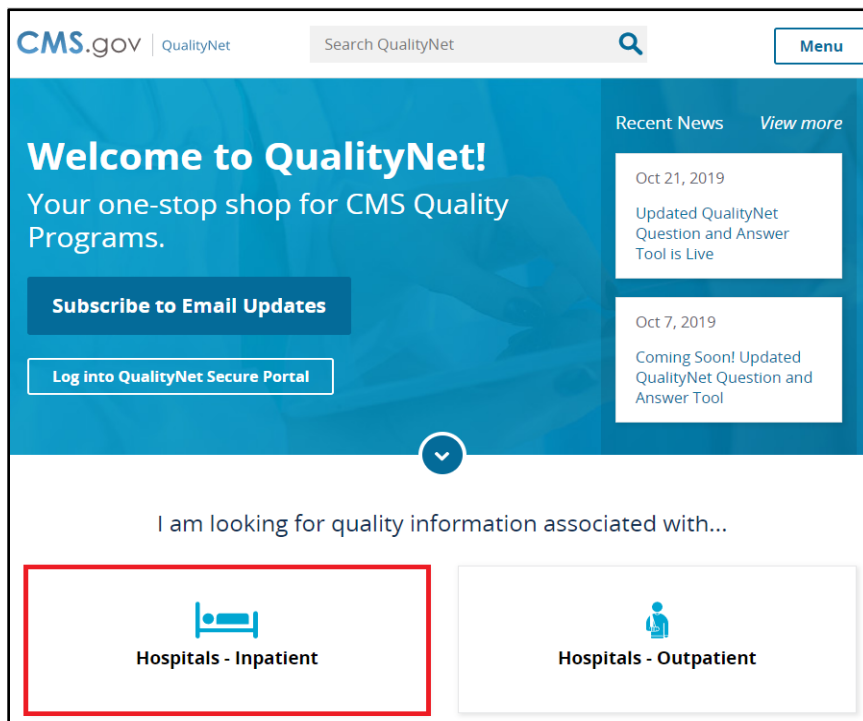 CMS.gov | QualityNet
Search QualityNet
Menu
Welcome to QualityNet!
Your one-stop shop for CMS Quality
Programs.
Subscribe to Email Updates
Log into QualityNet Secure Portal
Recent News
View more
Oct 21, 2019
Updated QualityNet
Question and Answer
Tool is Live
Oct 7, 2019
Coming Soon! Updated
QualityNet Question and
Answer Tool
I am looking for quality information associated with...
Hospitals - Inpatient
Hospitals - Outpatient